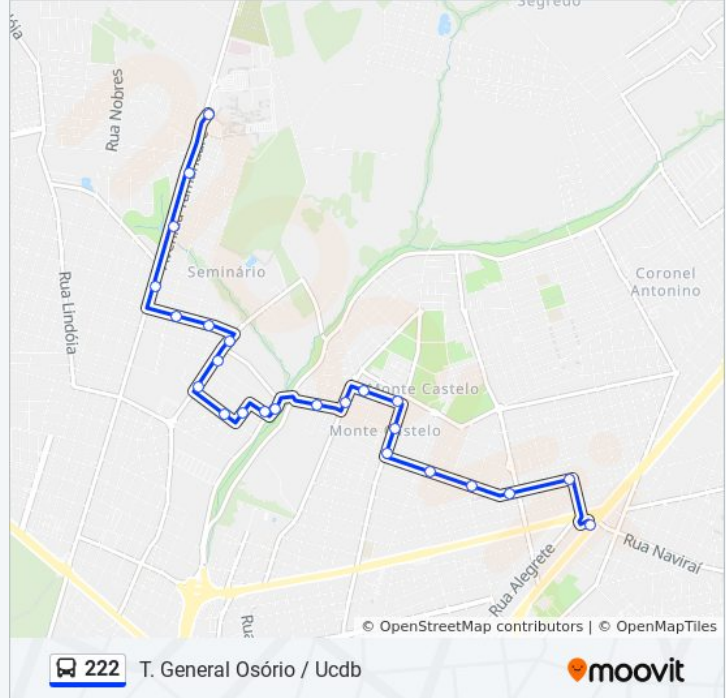 Segredo
Rua Nobres
Seminário
Coronel
Antonino
Rua Lindóia
Monte Castelo
Monte Castelo
Rua Naviraí
Rua Alegrete
© OpenStreetMap contributors | © OpenMapTiles
222 T. General Osório / Ucdb
moovit